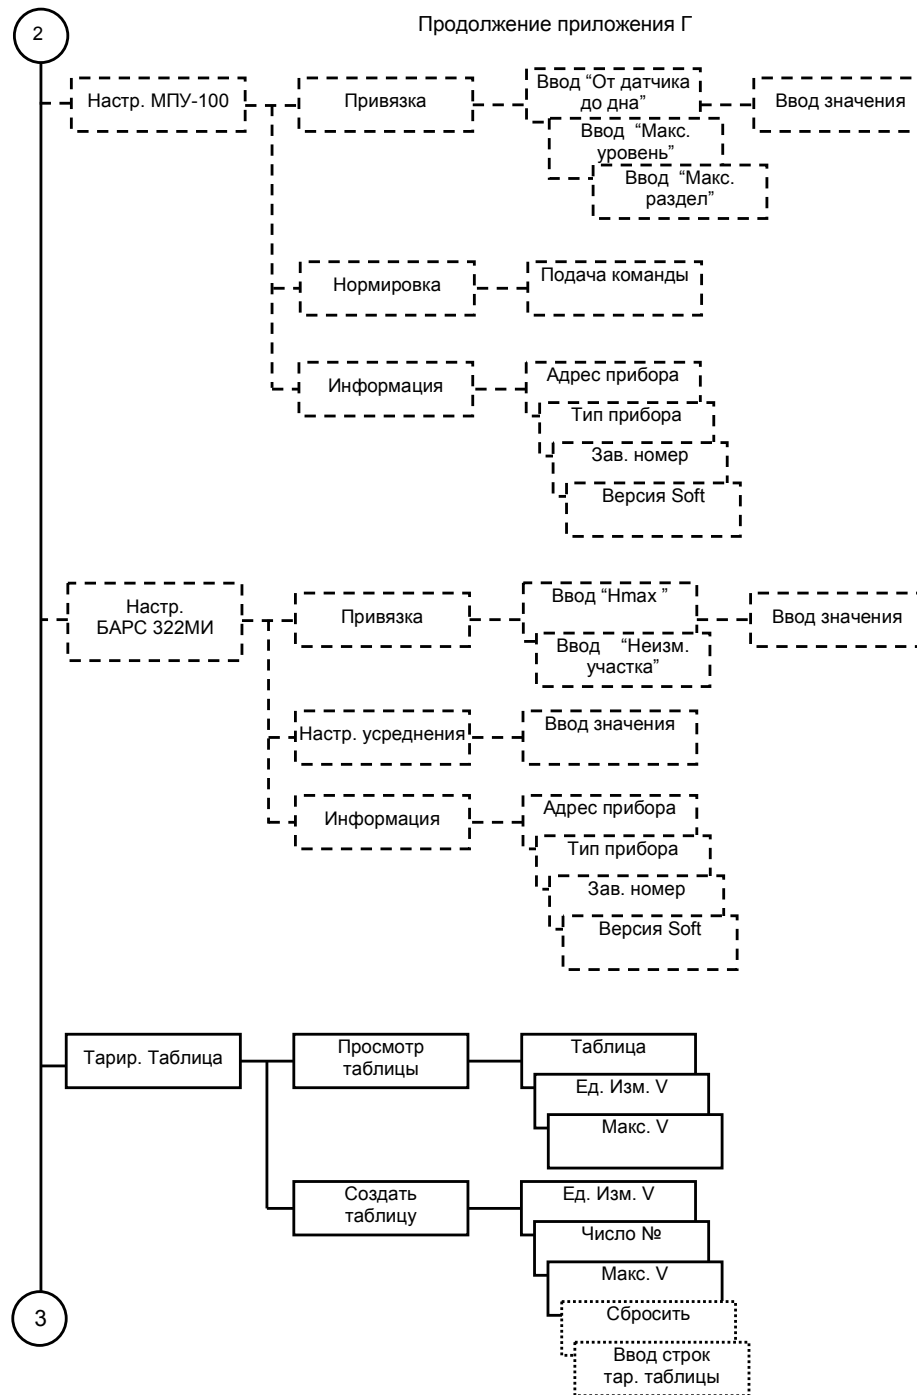 2
Продолжение приложения Г
Настр. МПУ-100
Привязка
Ввод “От датчика
до дна”
Ввод значения
Ввод “Макс.
уровень”
Ввод “Макс.
раздел”
Нормировка
Подача команды
Информация
Адрес прибора
Тип прибора
Зав. номер
Версия Soft
Настр.
БАРС 322МИ
Привязка
Ввод “Hmax ”
Ввод значения
Ввод “Неизм.
участка”
Настр. усреднения
Ввод значения
Информация
Адрес прибора
Тип прибора
Зав. номер
Версия Soft
Тарир. Таблица
Просмотр
таблицы
Таблица
Ед. Изм. V
Макс. V
Создать
таблицу
Ед. Изм. V
Число №
Макс. V
Сбросить
Ввод строк
тар. таблицы
3